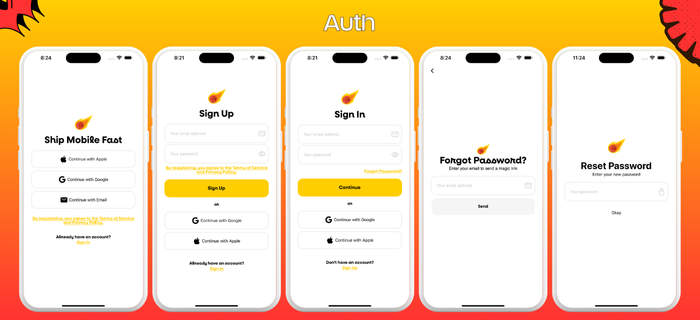 Auth
8:24
Ship Mobile Fast
Continue with Apple
Continue with Google
Continue with Email
By registering, you agree to the Terms of Service
and Privacy Policy.
Allready have an account?
Sign In
8:21
Sign Up
Your email address
Your password
By registering, you agree to the Terms of Service
and Privacy Policy.
Sign Up
or
Continue with Google
Continue with Apple
Allready have an account?
Sign In
8:21
Sign In
Your email address
Your password
Forgot Password?
Continue
or
Continue with Google
Continue with Apple
Don't have an account?
Sign Up
8:24
Forgot Password?
Enter your email to send a magic link
Your email address
Send
11:24
Reset Password
Enter your new password
Your password
Okay